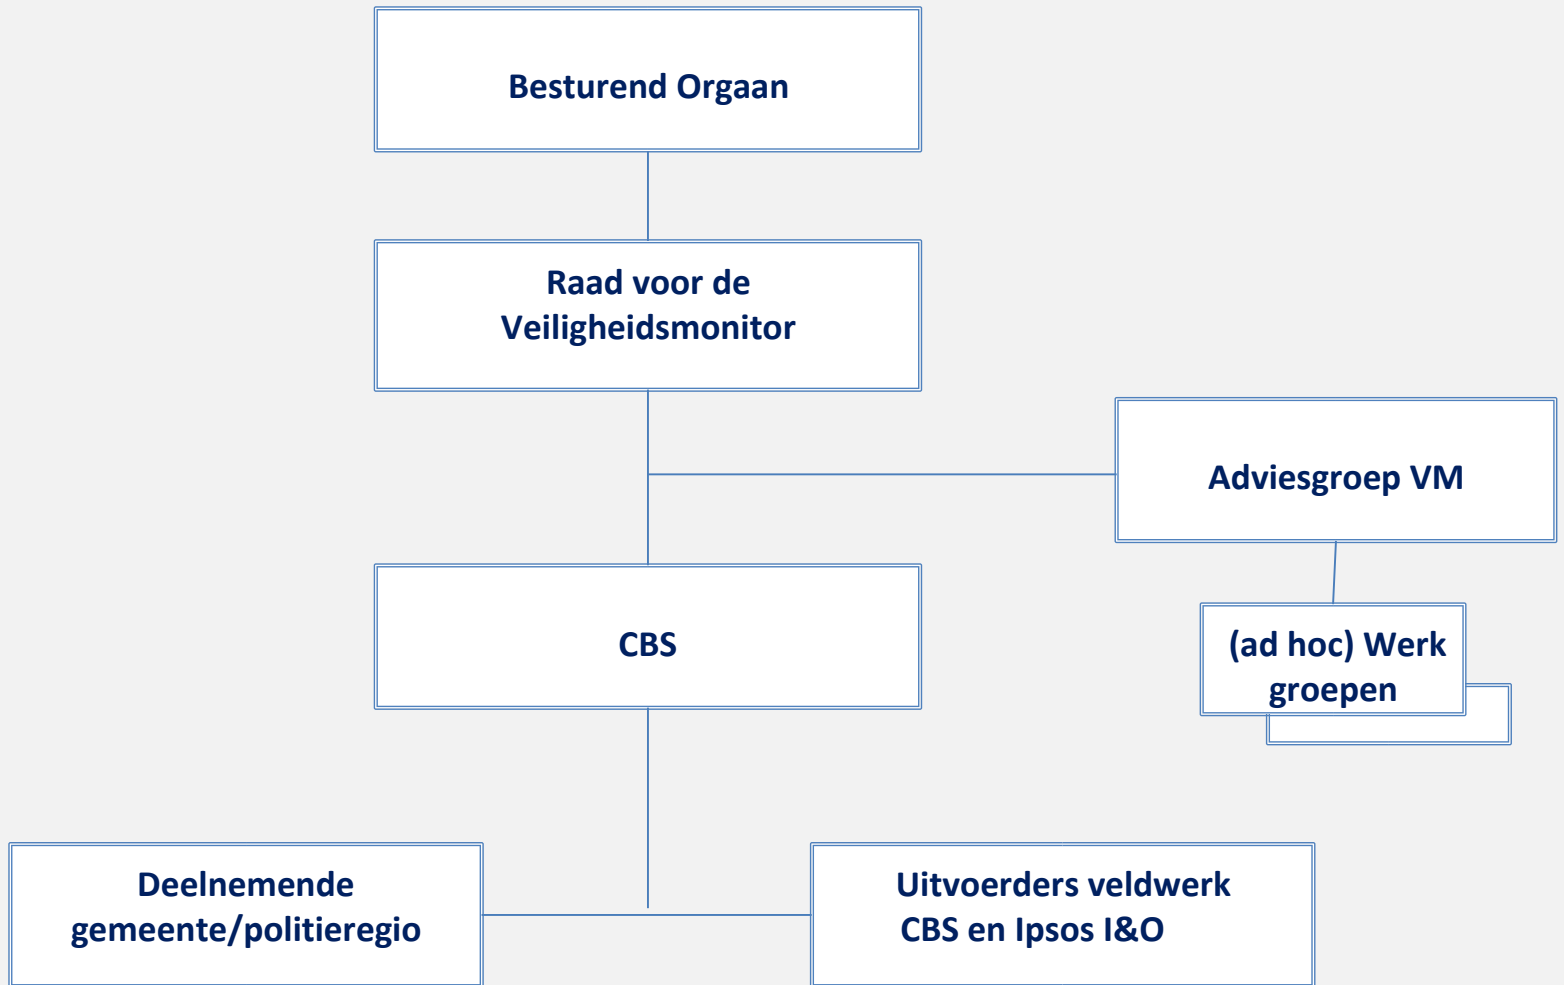 Besturend Orgaan
Raad voor de
Veiligheidsmonitor
Adviesgroep VM
CBS
(ad hoc) Werk
groepen
Deelnemende
gemeente/politieregio
Uitvoerders veldwerk
CBS en Ipsos I&O